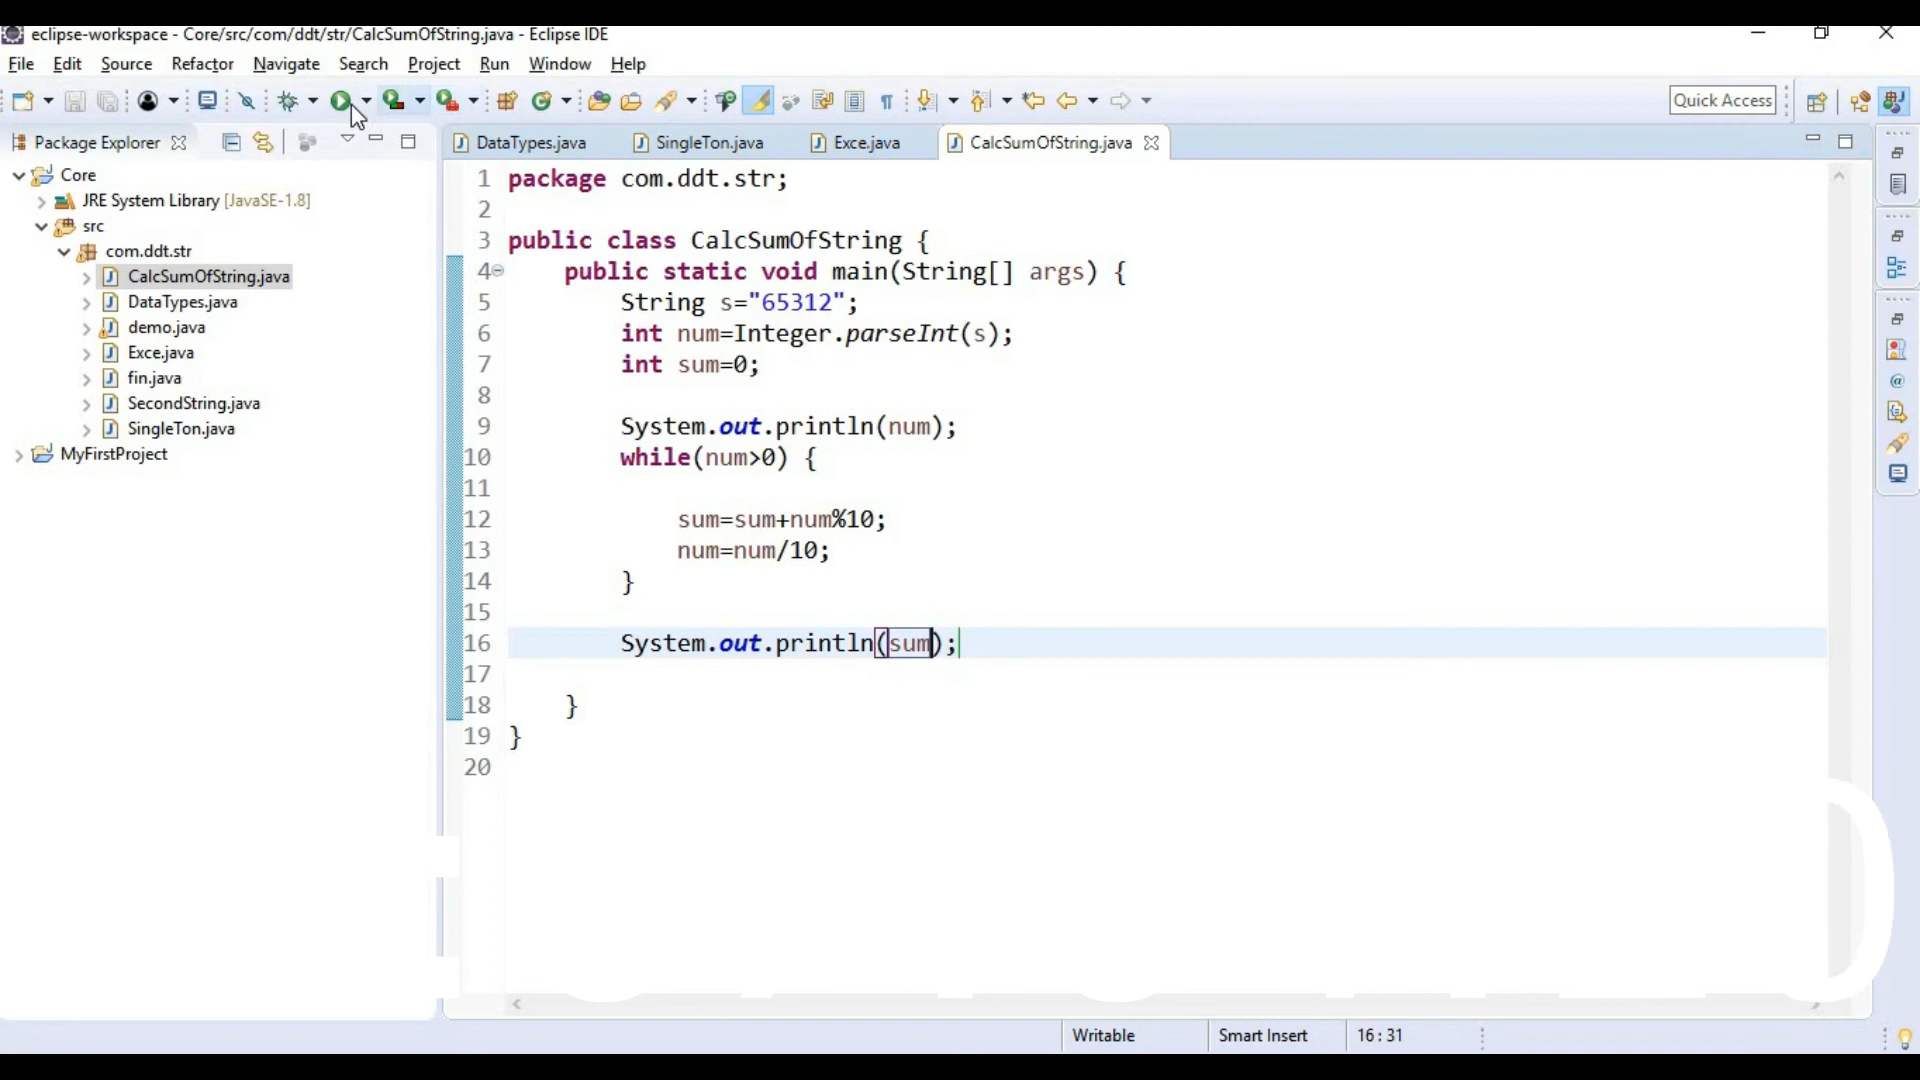 eclipse-workspace - Core/src/com/ddt/str/CalcSumOfString.java - Eclipse IDE
File Edit Source Refactor Navigate Search Project Run Window Help
Quick Access
Package Explorer
Core
JRE System Library [JavaSE-1.8]
src
com.ddt.str
CalcSumOfString.java
DataTypes.java
demo.java
Exce.java
fin.java
SecondString.java
SingleTon.java
MyFirstProject
DataTypes.java SingleTon.java Exce.java CalcSumOfString.java
1 package com.ddt.str;
2
3 public class CalcSumOfString {
4 public static void main(String[] args) {
5 String s="65312";
6 int num=Integer.parseInt(s);
7 int sum=0;
8
9 System.out.println(num);
10 while(num>0) {
11
12 sum=sum+num%10;
13 num=num/10;
14 }
15
16 System.out.println(sum);
17
18 }
19 }
20
Writable Smart Insert 16 : 31